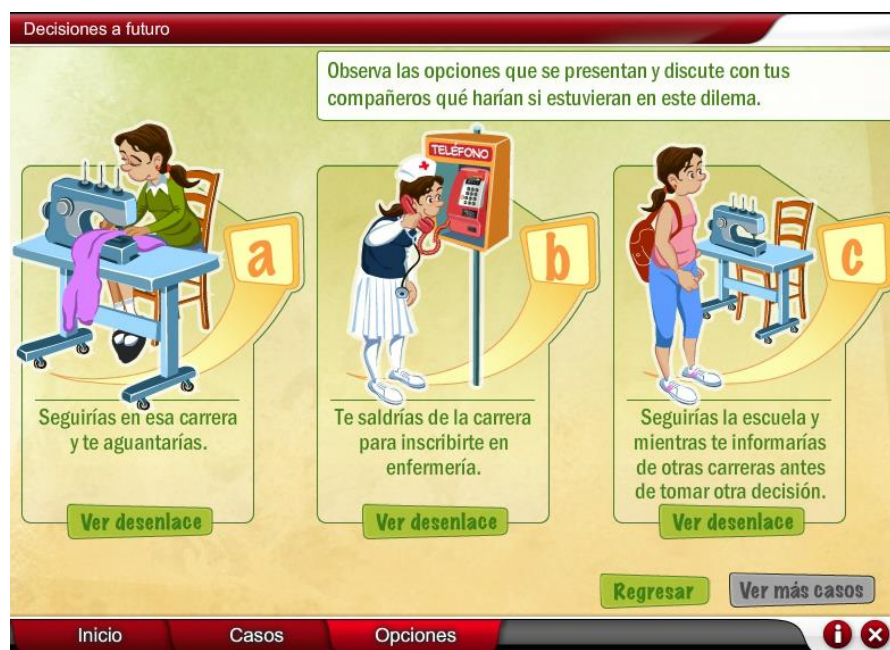 Decisiones a futuro
Observa las opciones que se presentan y discute con tus
compañeros qué harían si estuvieran en este dilema.
TELÉFONO
a
b
c
Seguirías en esa carrera
y te aguantarías.
Te saldrías de la carrera
para inscribirte en
enfermería.
Seguirías la escuela y
mientras te informarías
de otras carreras antes
de tomar otra decisión.
Ver desenlace
Ver desenlace
Ver desenlace
Regresar
Ver más casos
Inicio
Casos
Opciones